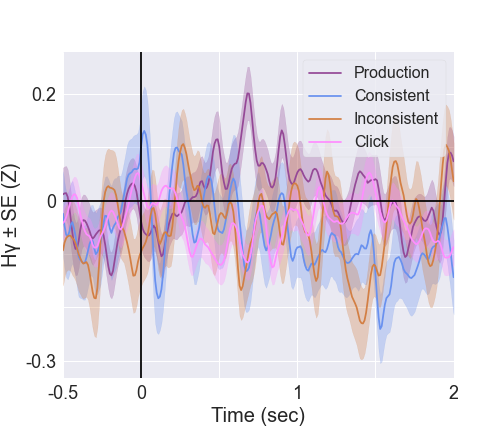 Production
Consistent
Inconsistent
Click
0.2
0
-0.3
Hγ ± SE (Z)
-0.5
0
1
2
Time (sec)